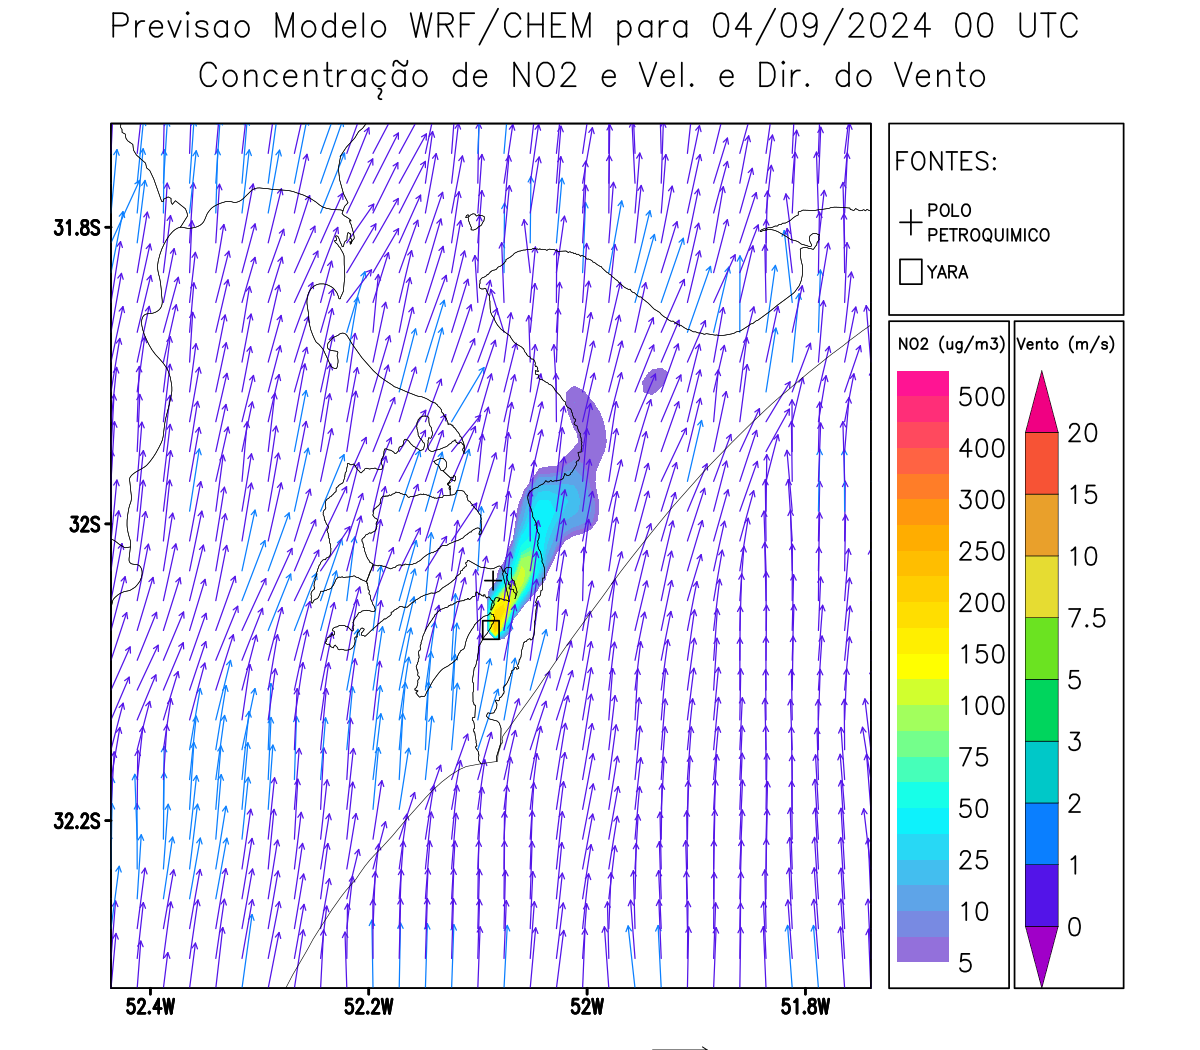 Previsao Modelo WRF/CHEM para 04/09/2024 00 UTC
Concentração de NO2 e Vel. e Dir. do Vento
FONTES:
POLO
PETROQUIMICO
YARA
31.8S
32S
32.2S
52.4W
52.2W
52W
51.8W
NO2 (ug/m3)
500
400
300
250
200
150
100
75
50
25
10
5
Vento (m/s)
20
15
10
7.5
5
3
2
1
0